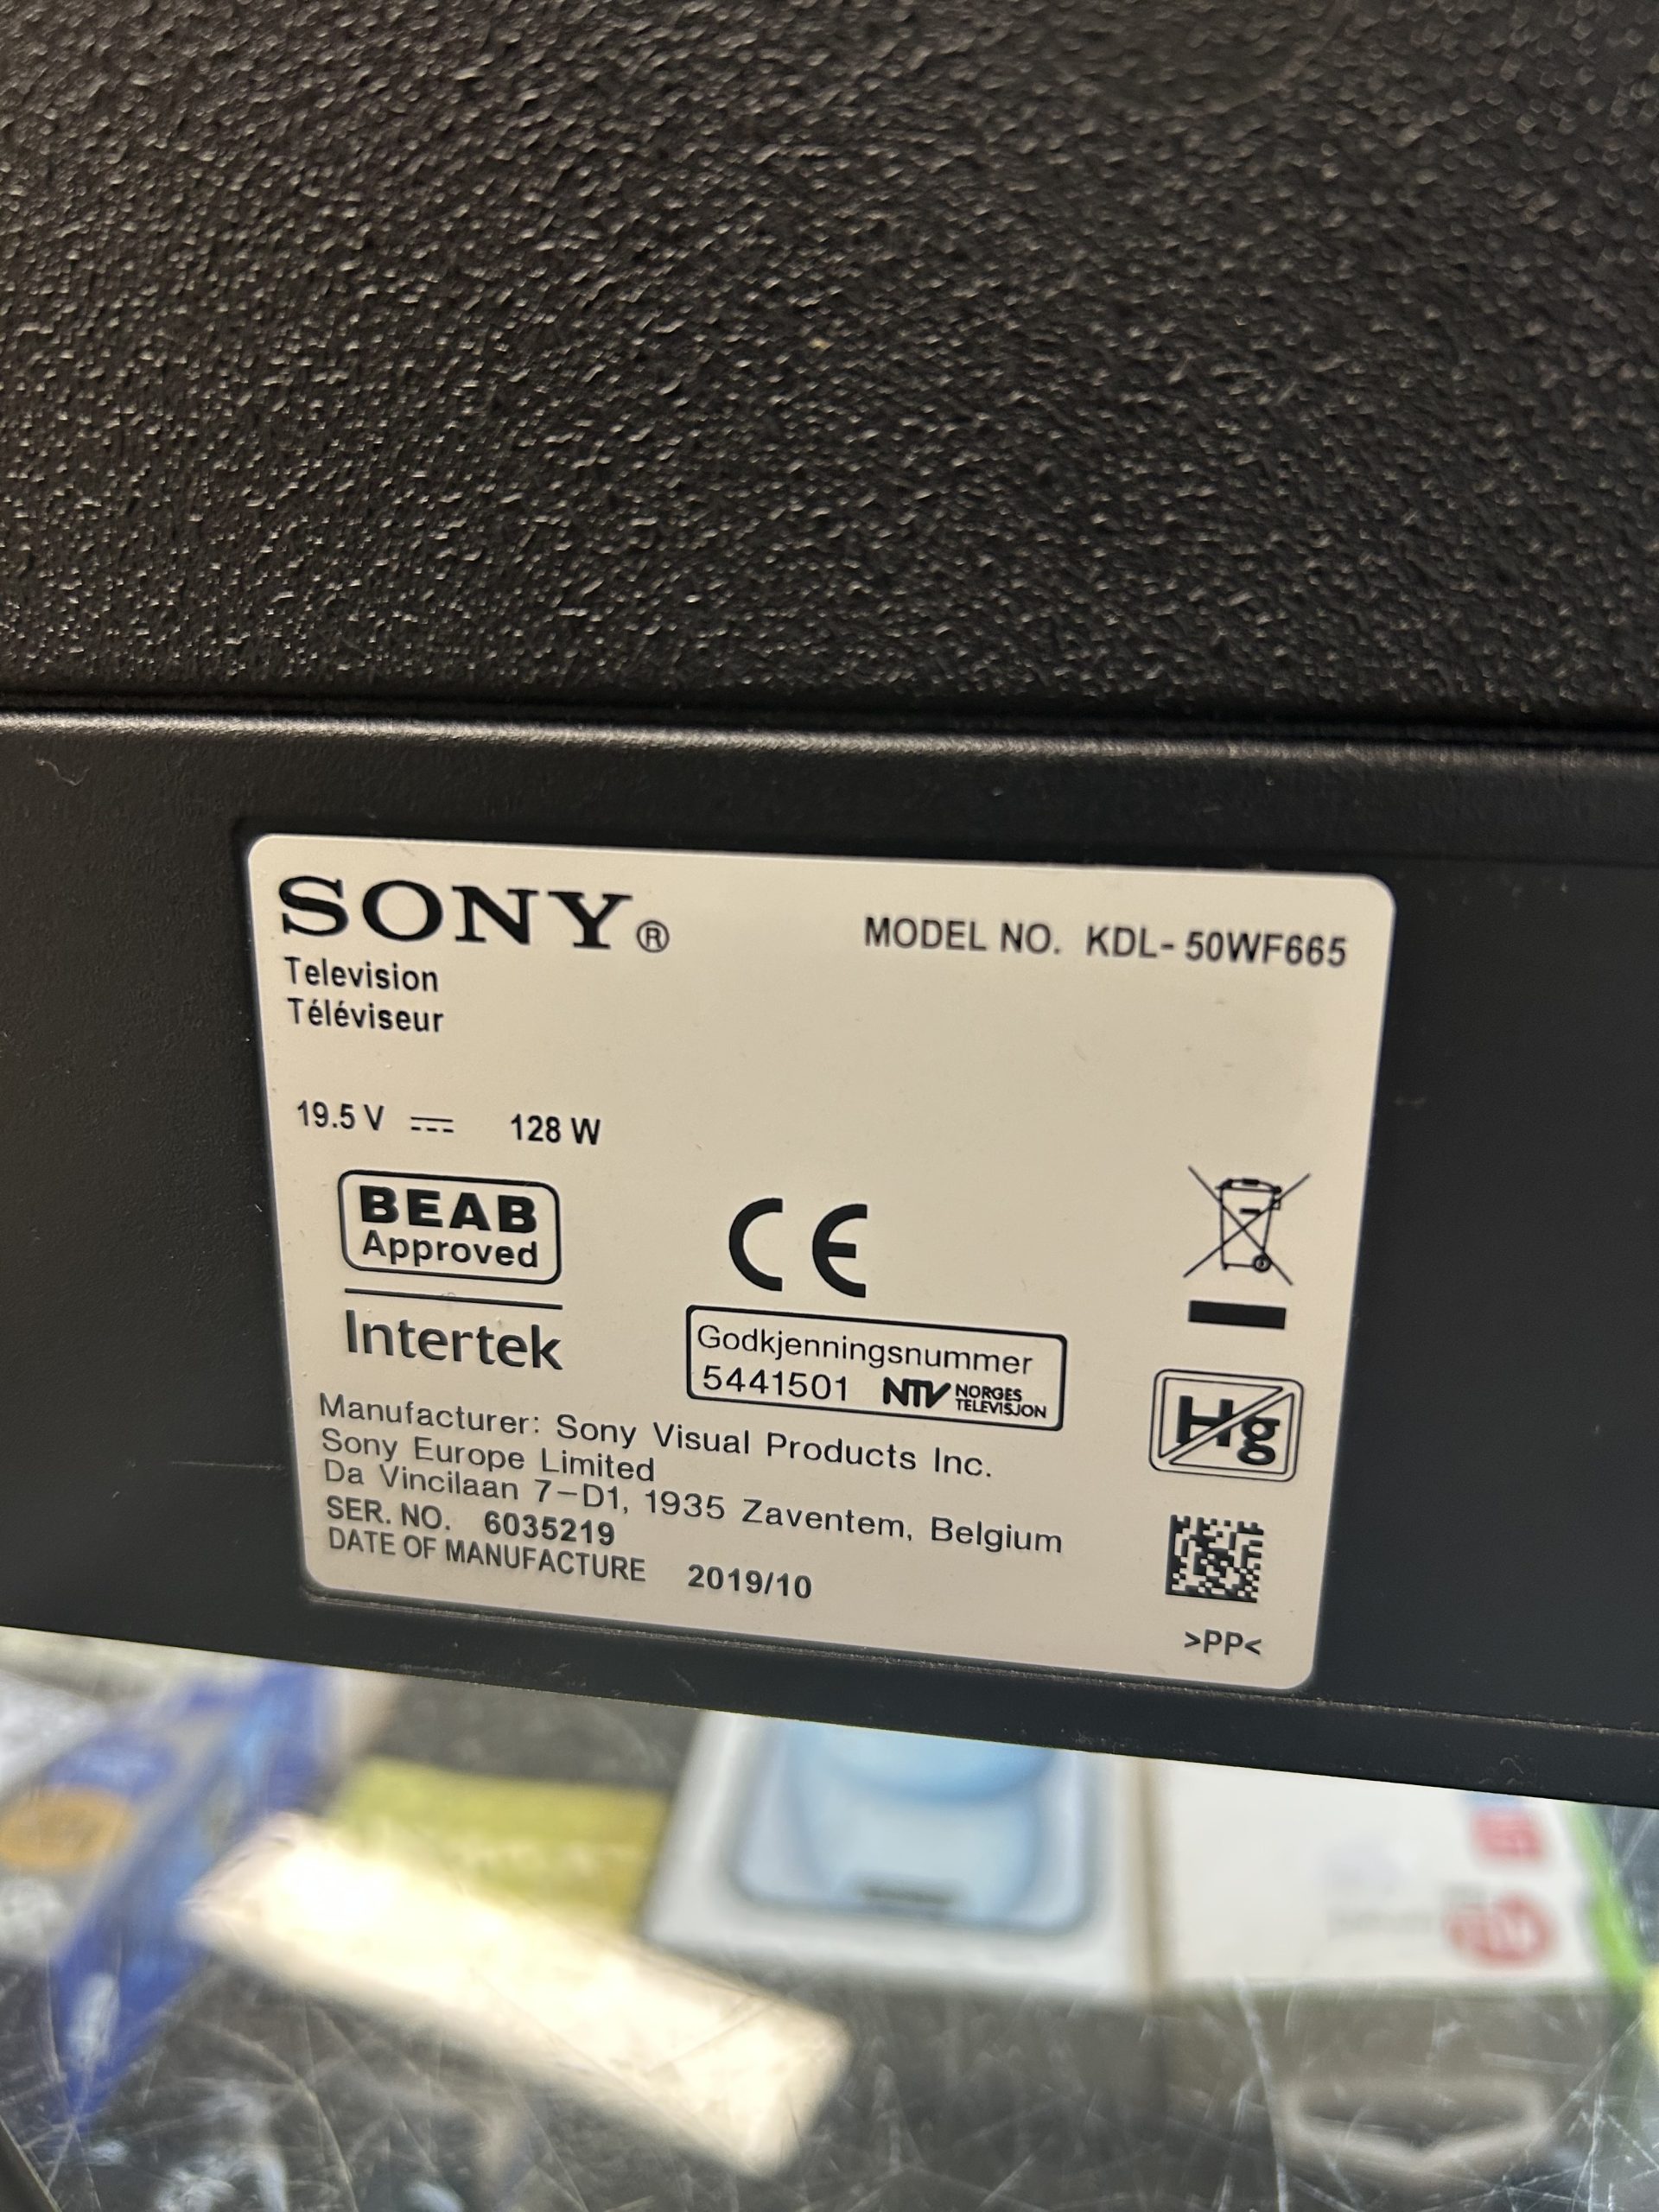 SONY®
MODEL NO. KDL-50WF665
Television
Téléviseur
19.5 V 128 W
BEAB
Approved
Intertek
CE
Godkjenningsnummer
5441501 NTV NORGES
TELEVISJON
Hg
Manufacturer: Sony Visual Products Inc.
Sony Europe Limited
Da Vincilaan 7-D1, 1935 Zaventem, Belgium
SER. NO. 6035219
DATE OF MANUFACTURE 2019/10
>PP<